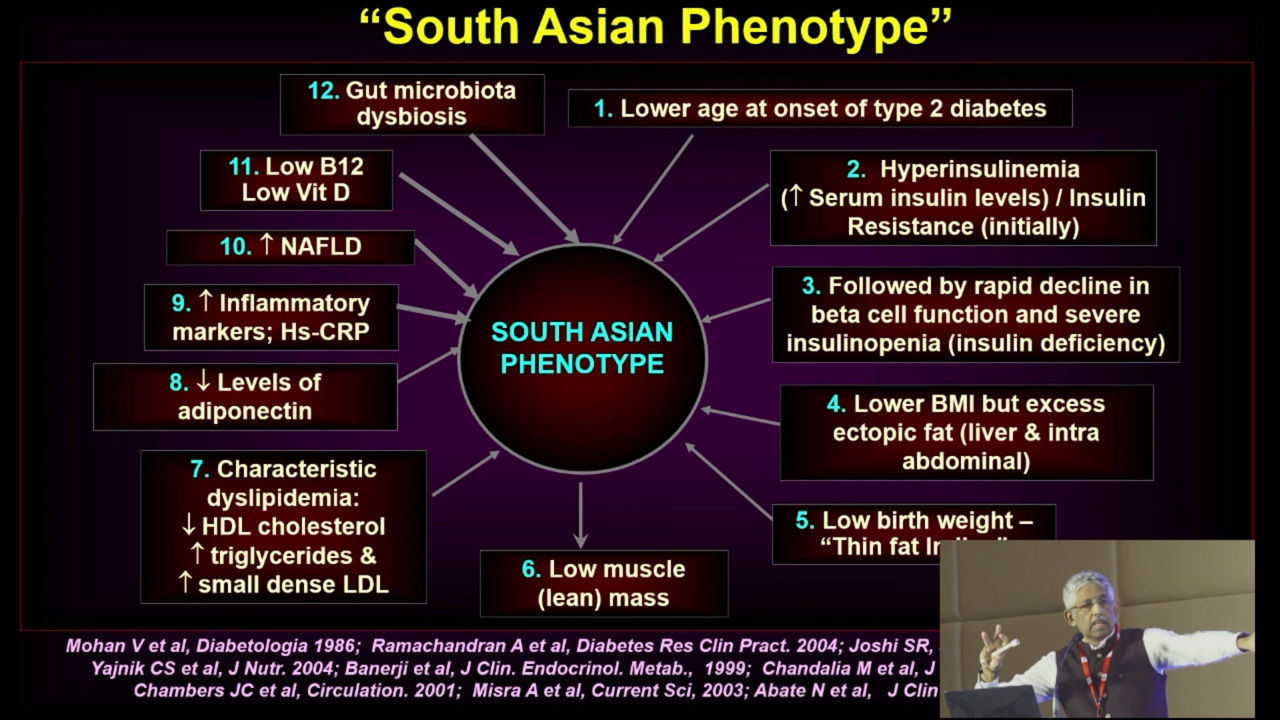 “South Asian Phenotype”
12. Gut microbiota
dysbiosis
1. Lower age at onset of type 2 diabetes
11. Low B12
Low Vit D
2. Hyperinsulinemia
(↑ Serum insulin levels) / Insulin
Resistance (initially)
10. ↑ NAFLD
3. Followed by rapid decline in
beta cell function and severe
insulinopenia (insulin deficiency)
9. ↑ Inflammatory
markers; Hs-CRP
SOUTH ASIAN
PHENOTYPE
8. ↓ Levels of
adiponectin
4. Lower BMI but excess
ectopic fat (liver & intra
abdominal)
7. Characteristic
dyslipidemia:
↓ HDL cholesterol
↑ triglycerides &
↑ small dense LDL
5. Low birth weight –
“Thin fat
6. Low muscle
(lean) mass
Mohan V et al, Diabetologia 1986; Ramachandran A et al, Diabetes Res Clin Pract. 2004; Joshi SR,
Yajnik CS et al, J Nutr. 2004; Banerji et al, J Clin. Endocrinol. Metab., 1999; Chandalia M et al, J
Chambers JC et al, Circulation. 2001; Misra A et al, Current Sci, 2003; Abate N et al, J Clin